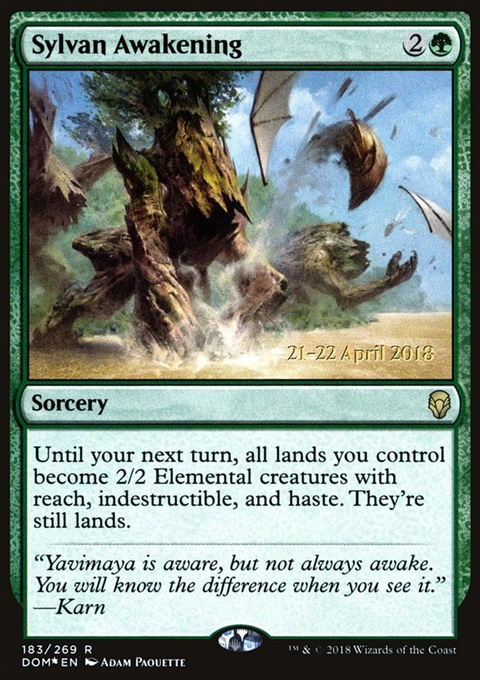 Sylvan Awakening 2
21-22 April 2018
Sorcery
Until your next turn, all lands you control
become 2/2 Elemental creatures with
reach, indestructible, and haste. They're
still lands.
"Yavimaya is aware, but not always awake.
You will know the difference when you see it."
—Karn
183/269 R
DOM★EN Adam Paquette
™ & © 2018 Wizards of the Coast